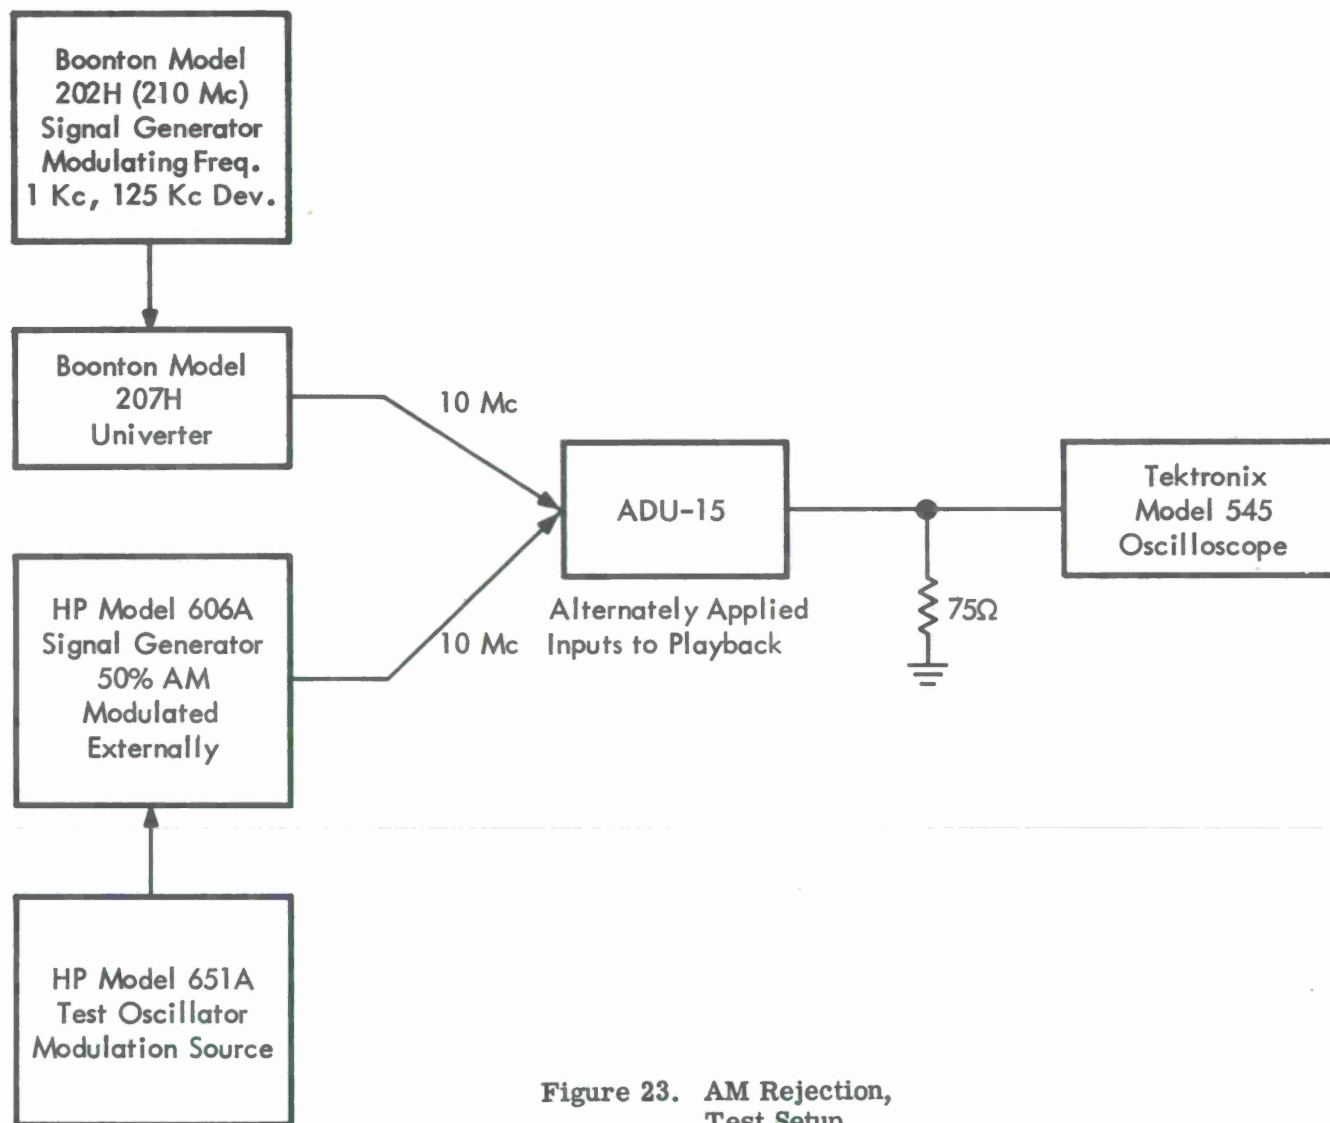 Boonton Model
202H (210 Mc)
Signal Generator
Modulating Freq.
1 Kc, 125 Kc Dev.
Boonton Model
207H
Univerter
10 Mc
ADU-15
Tektronix
Model 545
Oscilloscope
Alternately Applied
Inputs to Playback
75Ω
HP Model 606A
Signal Generator
50% AM
Modulated
Externally
10 Mc
HP Model 651A
Test Oscillator
Modulation Source
Figure 23. AM Rejection,
Test Setup